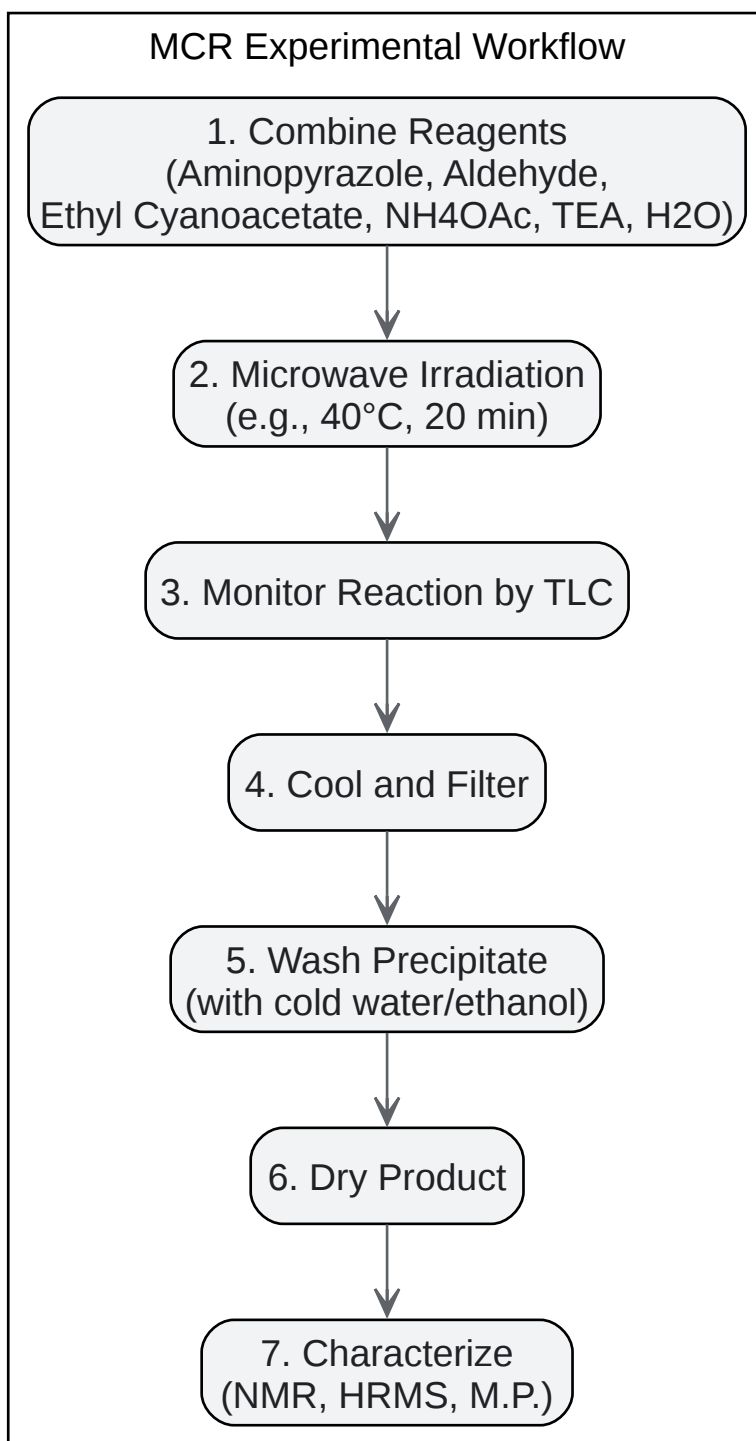 MCR Experimental Workflow
1. Combine Reagents
(Aminopyrazole, Aldehyde,
Ethyl Cyanoacetate, NH4OAc, TEA, H2O)
2. Microwave Irradiation
(e.g., 40°C, 20 min)
3. Monitor Reaction by TLC
4. Cool and Filter
5. Wash Precipitate
(with cold water/ethanol)
6. Dry Product
7. Characterize
(NMR, HRMS, M.P.)